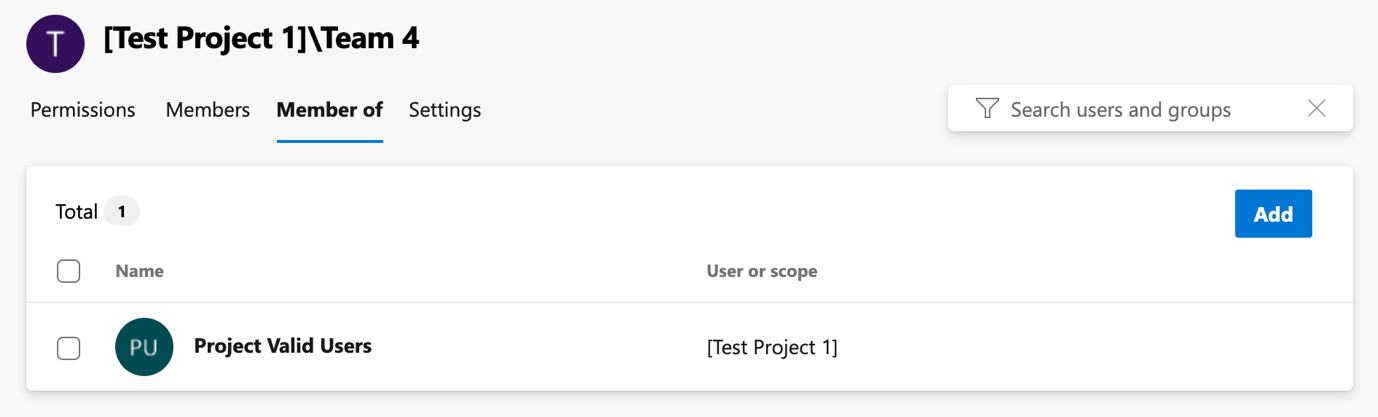 T
[Test Project 1]\Team 4
Permissions Members Member of Settings
Search users and groups
Total 1
Add
Name User or scope
PU Project Valid Users [Test Project 1]